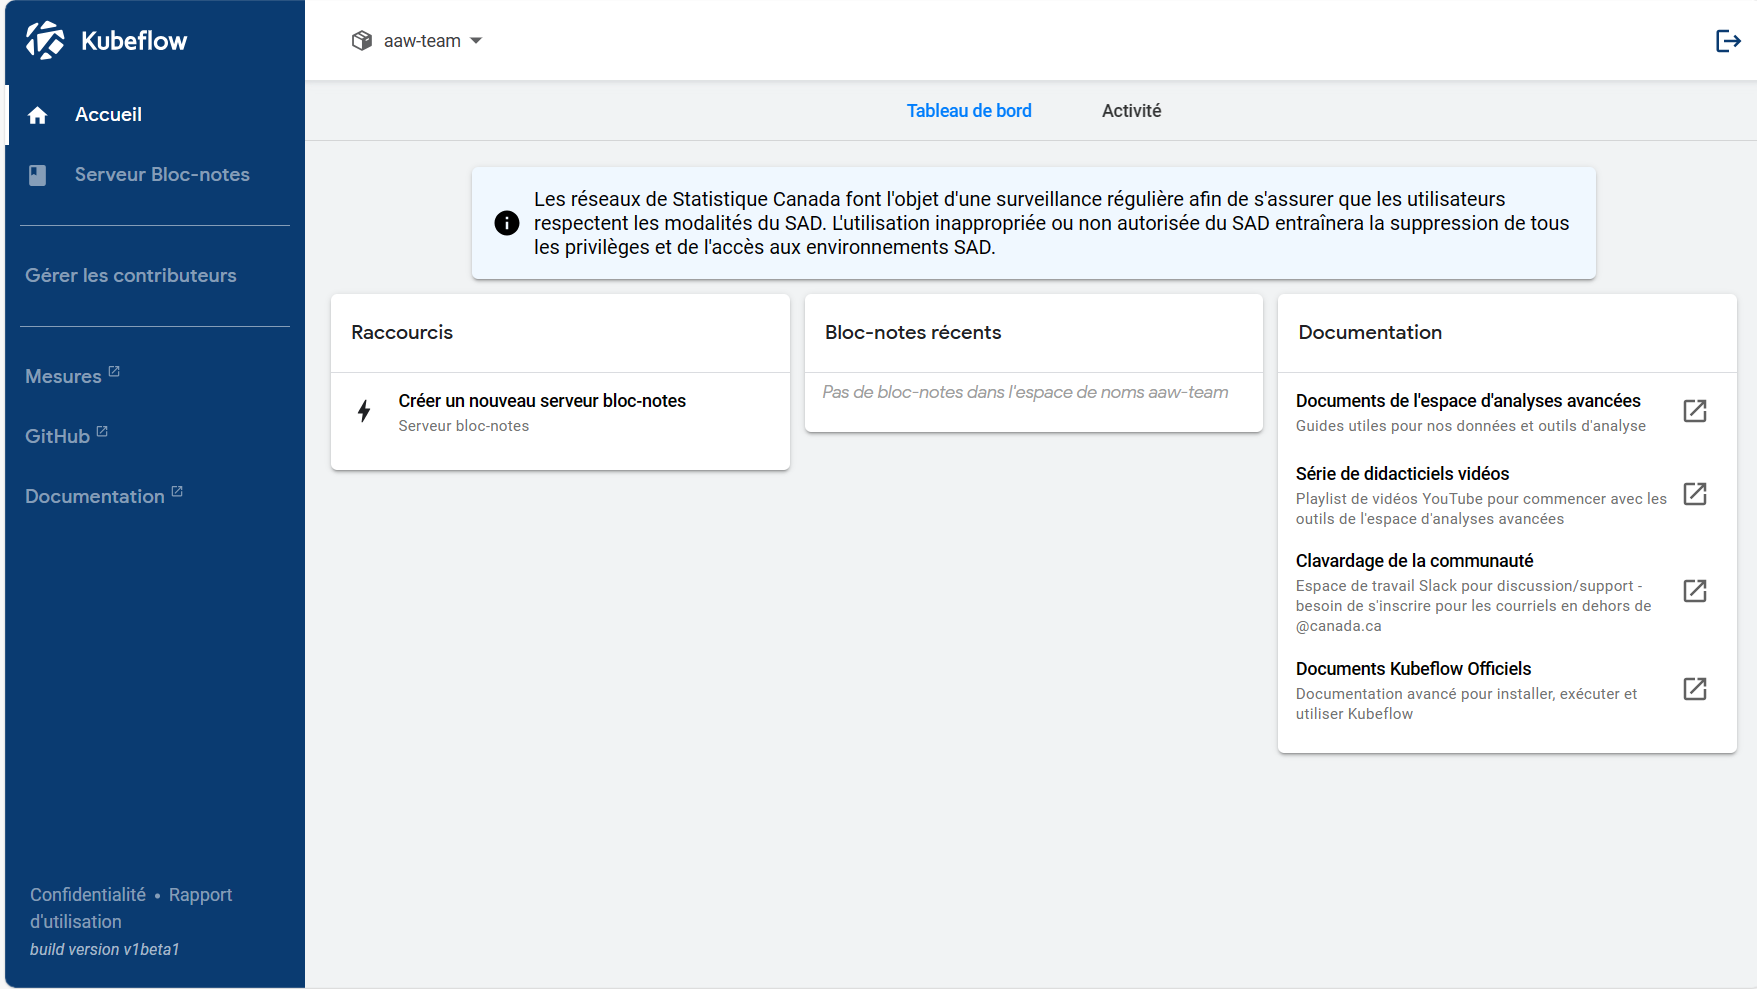 Kubeflow
aaw-team
Accueil
Serveur Bloc-notes
Gérer les contributeurs
Mesures
GitHub
Documentation
Confidentialité • Rapport
d'utilisation
build version v1beta1
Tableau de bord
Activité
Les réseaux de Statistique Canada font l'objet d'une surveillance régulière afin de s'assurer que les utilisateurs
respectent les modalités du SAD. L'utilisation inappropriée ou non autorisée du SAD entraînera la suppression de tous
les privilèges et de l'accès aux environnements SAD.
Raccourcis
Créer un nouveau serveur bloc-notes
Serveur bloc-notes
Bloc-notes récents
Pas de bloc-notes dans l'espace de noms aaw-team
Documentation
Documents de l'espace d'analyses avancées
Guides utiles pour nos données et outils d'analyse
Série de didacticiels vidéos
Playlist de vidéos YouTube pour commencer avec les
outils de l'espace d'analyses avancées
Clavardage de la communauté
Espace de travail Slack pour discussion/support -
besoin de s'inscrire pour les courriels en dehors de
@canada.ca
Documents Kubeflow Officiels
Documentation avancé pour installer, exécuter et
utiliser Kubeflow